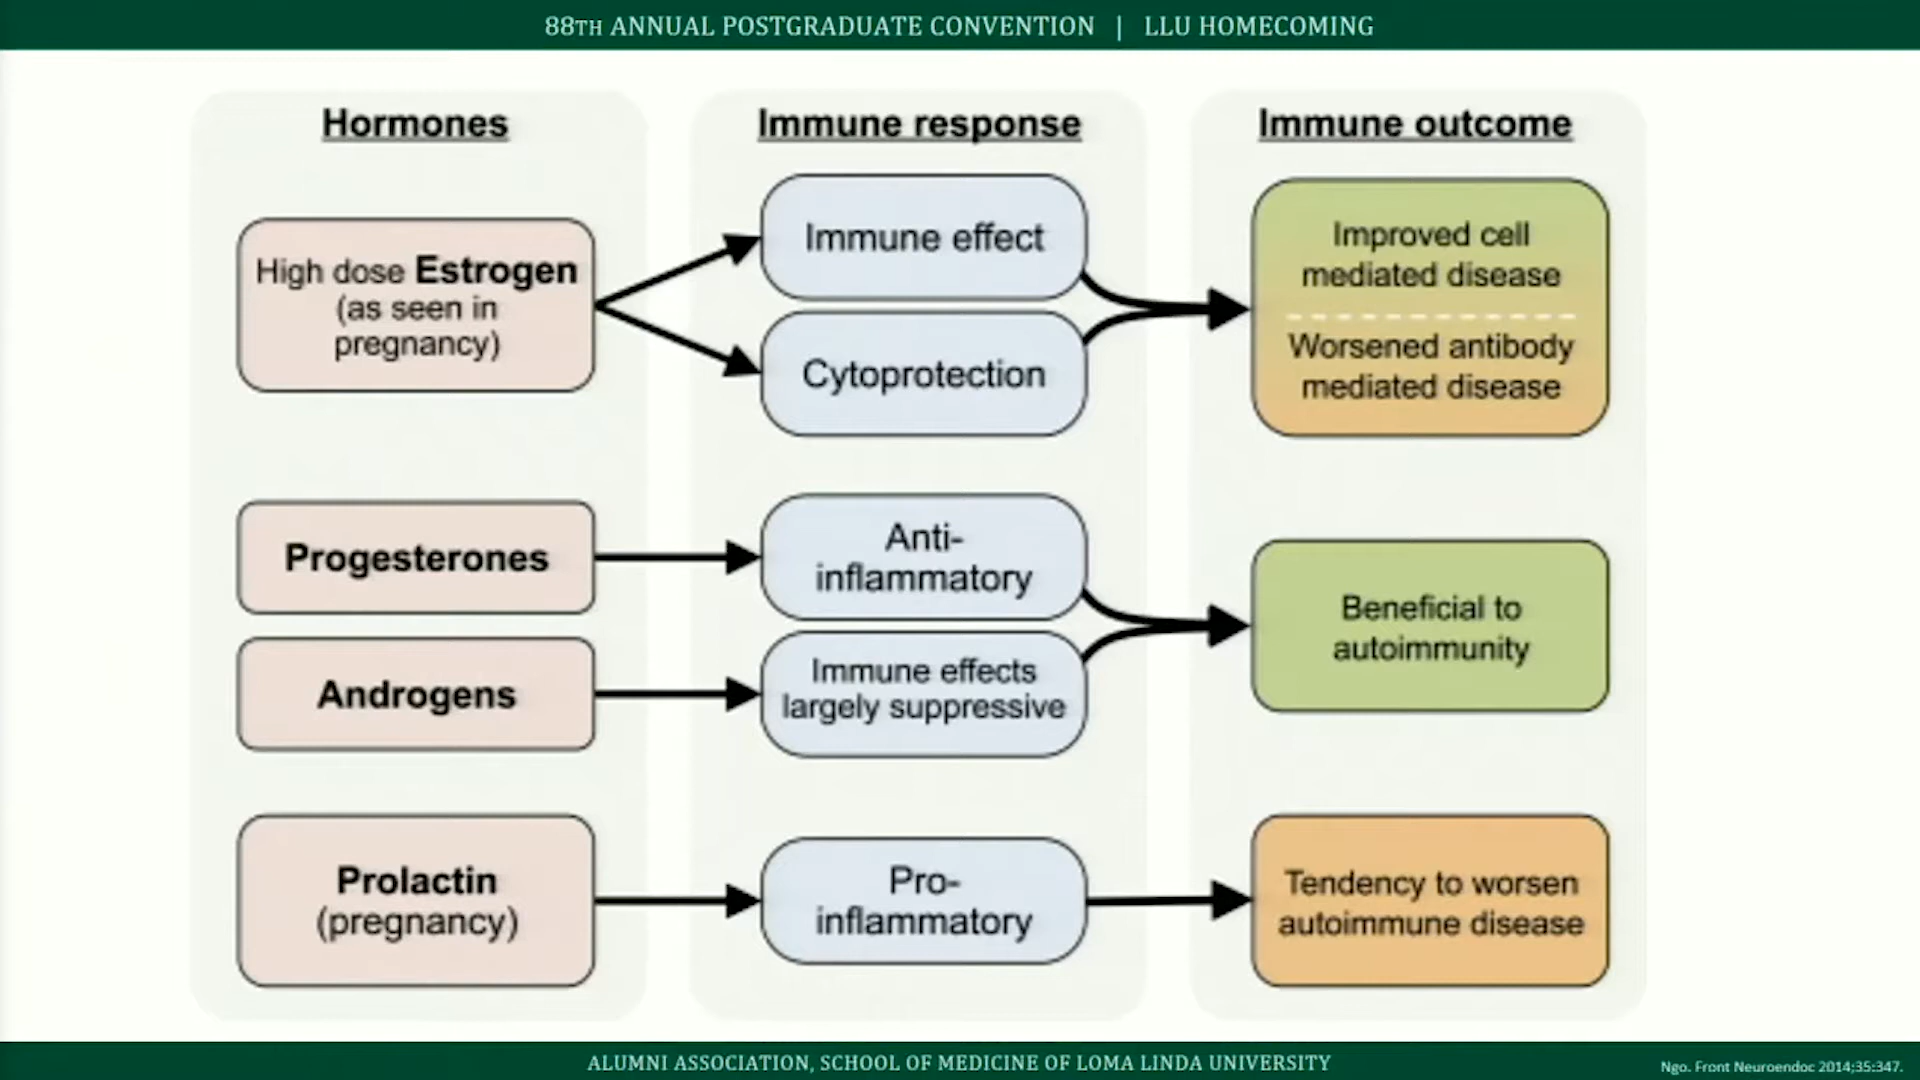 88TH ANNUAL POSTGRADUATE CONVENTION | LLU HOMECOMING
Hormones
Immune response
Immune outcome
High dose Estrogen
(as seen in
pregnancy)
Immune effect
Cytoprotection
Improved cell
mediated disease
Worsened antibody
mediated disease
Progesterones
Anti-
inflammatory
Androgens
Immune effects
largely suppressive
Beneficial to
autoimmunity
Prolactin
(pregnancy)
Pro-
inflammatory
Tendency to worsen
autoimmune disease
ALUMNI ASSOCIATION, SCHOOL OF MEDICINE OF LOMA LINDA UNIVERSITY
Ngo. Front Neuroendoc 2014;35:347.